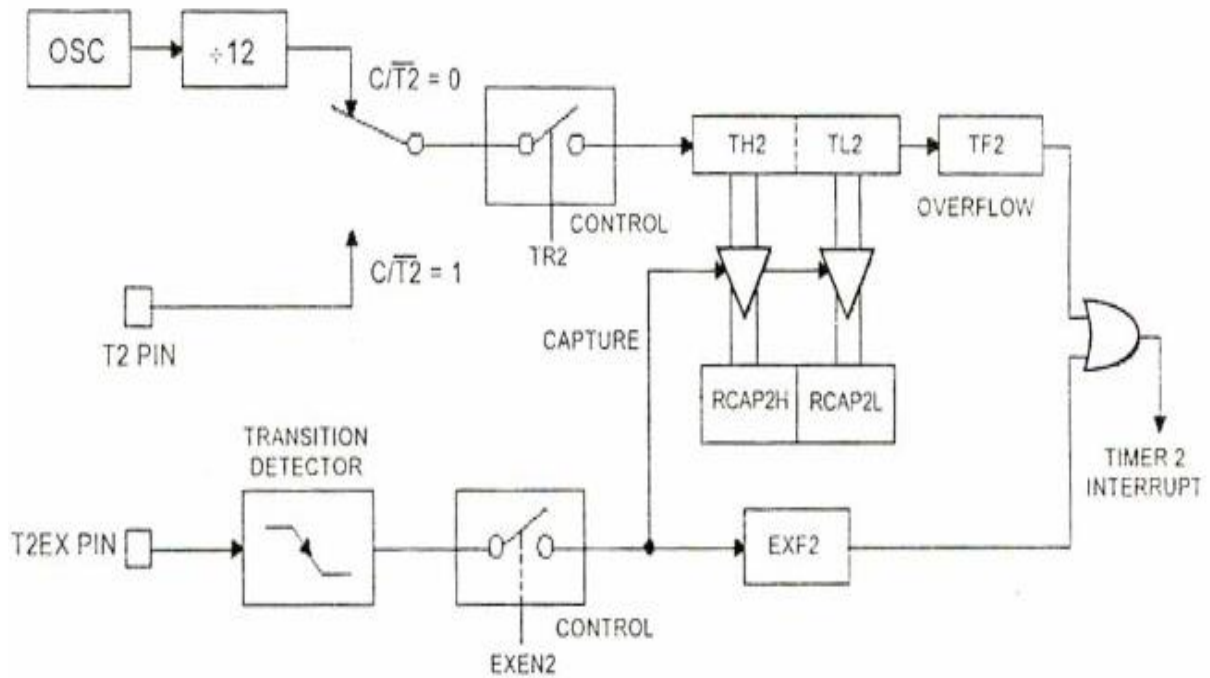 OSC
÷12
C/T2 = 0
TH2
TL2
TF2
OVERFLOW
CONTROL
TR2
C/T2 = 1
T2 PIN
CAPTURE
RCAP2H
RCAP2L
TRANSITION
DETECTOR
TIMER 2
INTERRUPT
T2EX PIN
EXF2
CONTROL
EXEN2